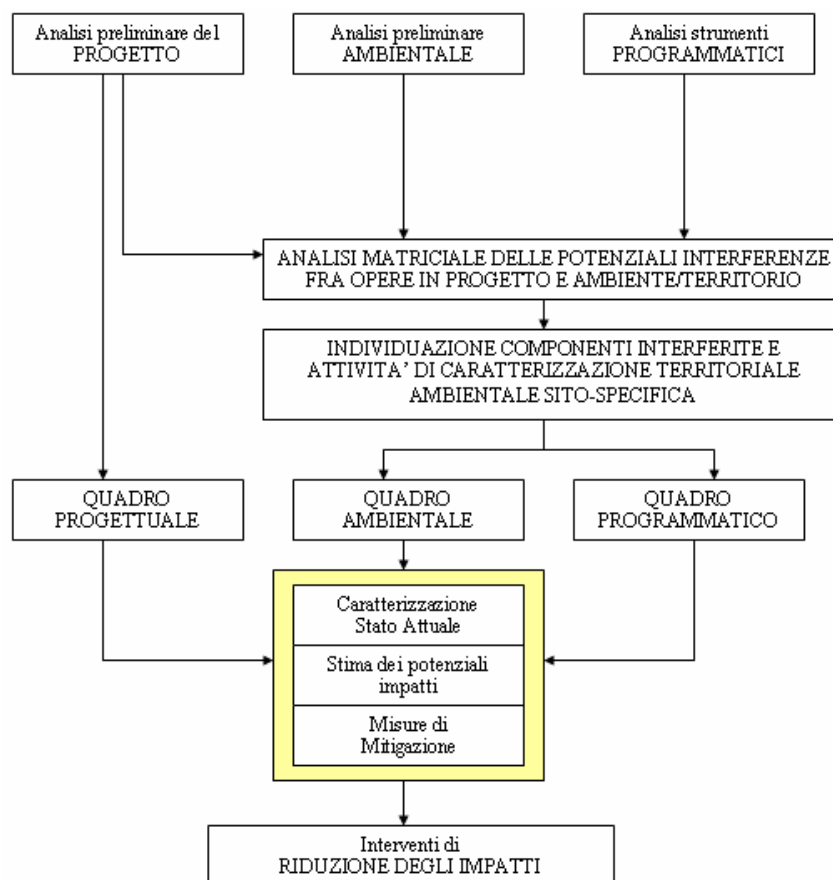 Analisi preliminare del
PROGETTO
Analisi preliminare
AMBIENTALE
Analisi strumenti
PROGRAMMATICI
ANALISI MATRICIALE DELLE POTENZIALI INTERFERENZE
FRA OPERE IN PROGETTO E AMBIENTE/TERRITORIO
INDIVIDUAZIONE COMPONENTI INTERFERITE E
ATTIVITA' DI CARATTERIZZAZIONE TERRITORIALE
AMBIENTALE SITO-SPECIFICA
QUADRO
PROGETTUALE
QUADRO
AMBIENTALE
QUADRO
PROGRAMMATICO
Caratterizzazione
Stato Attuale
Stima dei potenziali
impatti
Misure di
Mitigazione
Interventi di
RIDUZIONE DEGLI IMPATTI